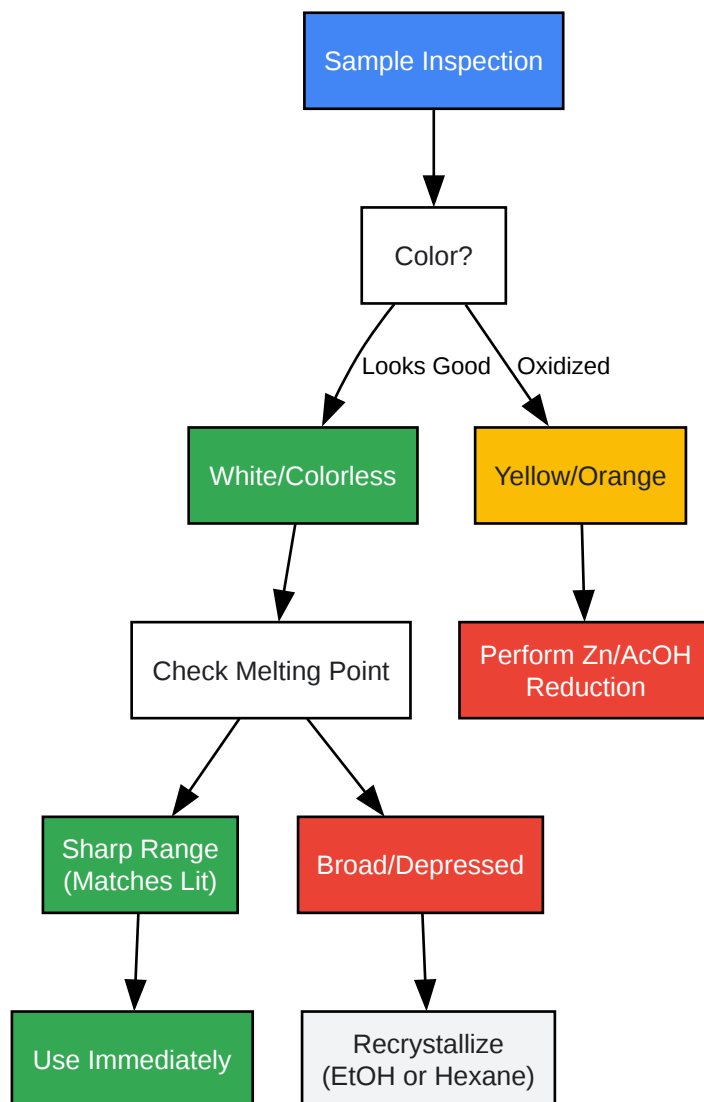 Sample Inspection
Color?
Looks Good
Oxidized
White/Colorless
Yellow/Orange
Check Melting Point
Perform Zn/AcOH
Reduction
Sharp Range
(Matches Lit)
Broad/Depressed
Use Immediately
Recrystallize
(EtOH or Hexane)